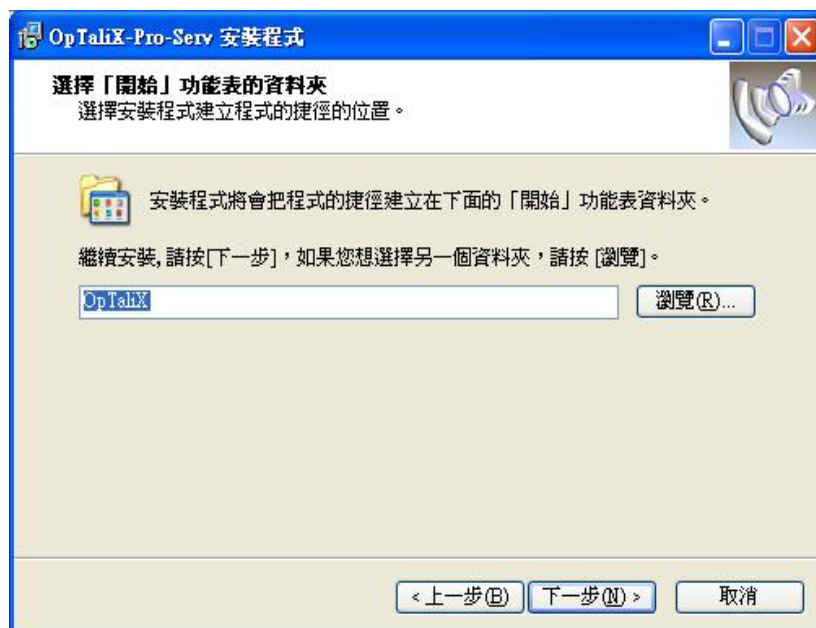 OpTaliX-Pro-Serv 安裝程式
選擇「開始」功能表的資料夾
選擇安裝程式建立程式的捷徑的位置。
安裝程式將會把程式的捷徑建立在下面的「開始」功能表資料夾。
繼續安裝,請按[下一步]，如果您想選擇另一個資料夾，請按 [瀏覽]。
OpTaliX
瀏覽(R)...
<上一步(B)
下一步(N) >
取消